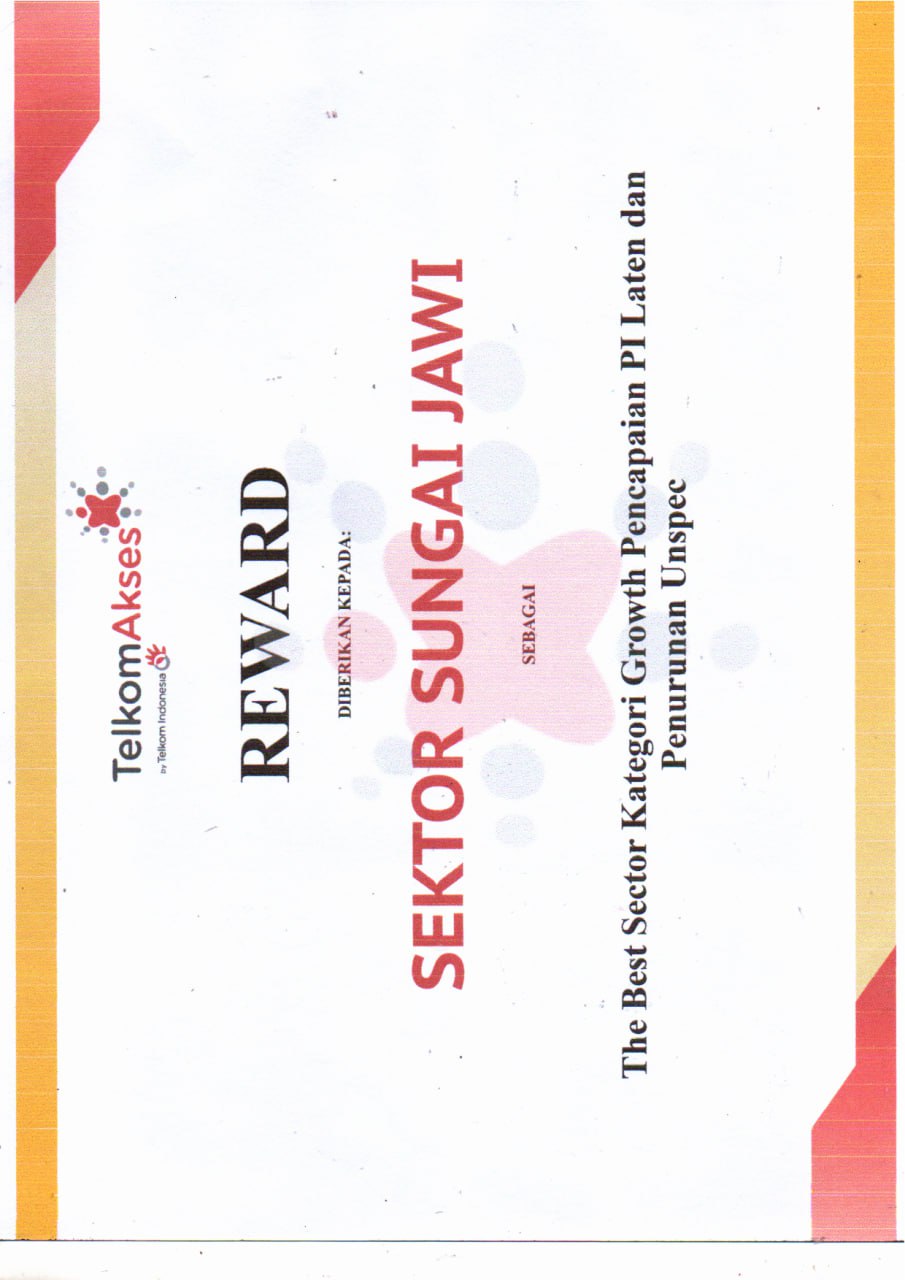 TelkomAkses
by Telkom Indonesia
REWARD
DIBERIKAN KEPADA:
SEKTOR SUNGAI JAWI
SEBAGAI
The Best Sector Kategori Growth Pencapaian PI Laten dan
Penurunan Unspec